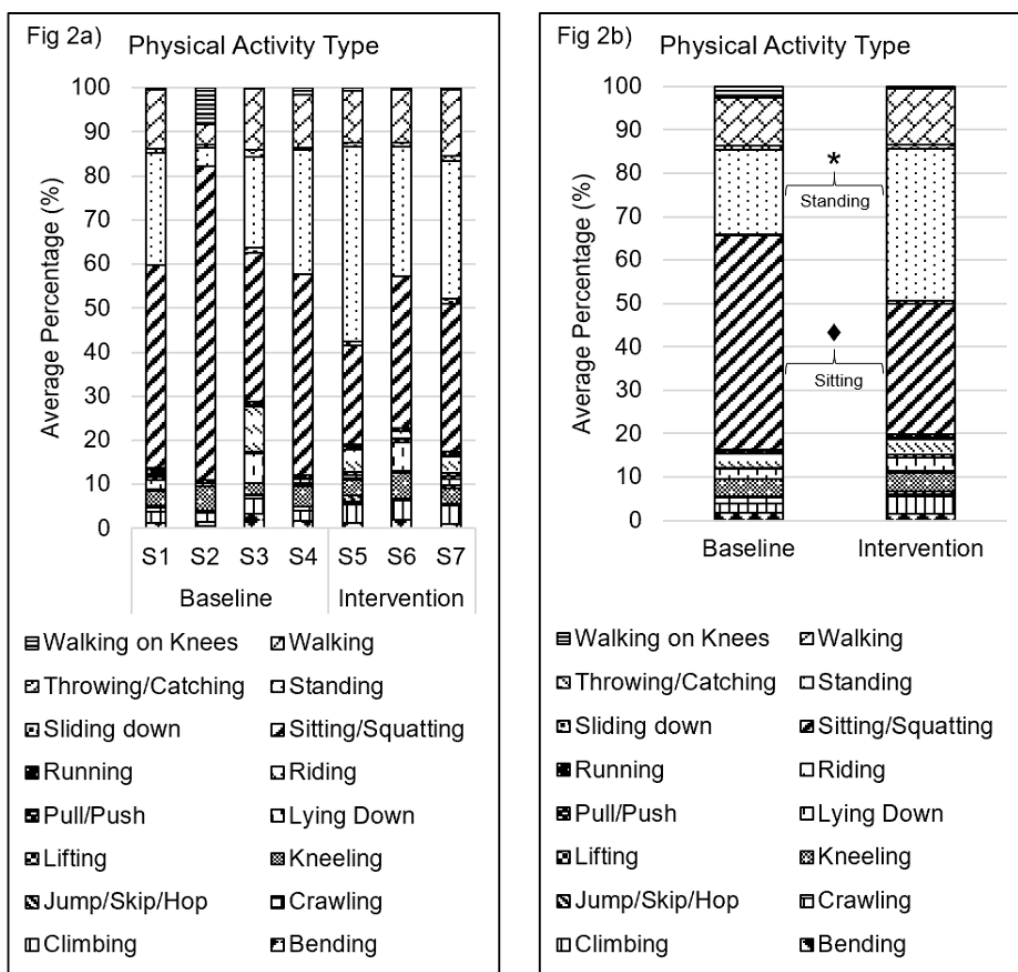 Fig 2a) Physical Activity Type
100
90
80
70
60
50
40
30
20
10
0
Average Percentage (%)
S1 S2 S3 S4 S5 S6 S7
Baseline Intervention
Walking on Knees Walking
Throwing/Catching Standing
Sliding down Sitting/Squatting
Running Riding
Pull/Push Lying Down
Lifting Kneeling
Jump/Skip/Hop Crawling
Climbing Bending
Fig 2b) Physical Activity Type
100
90
80
70
60
50
40
30
20
10
0
Average Percentage (%)
*
Standing
♦
Sitting
Baseline Intervention
Walking on Knees Walking
Throwing/Catching Standing
Sliding down Sitting/Squatting
Running Riding
Pull/Push Lying Down
Lifting Kneeling
Jump/Skip/Hop Crawling
Climbing Bending